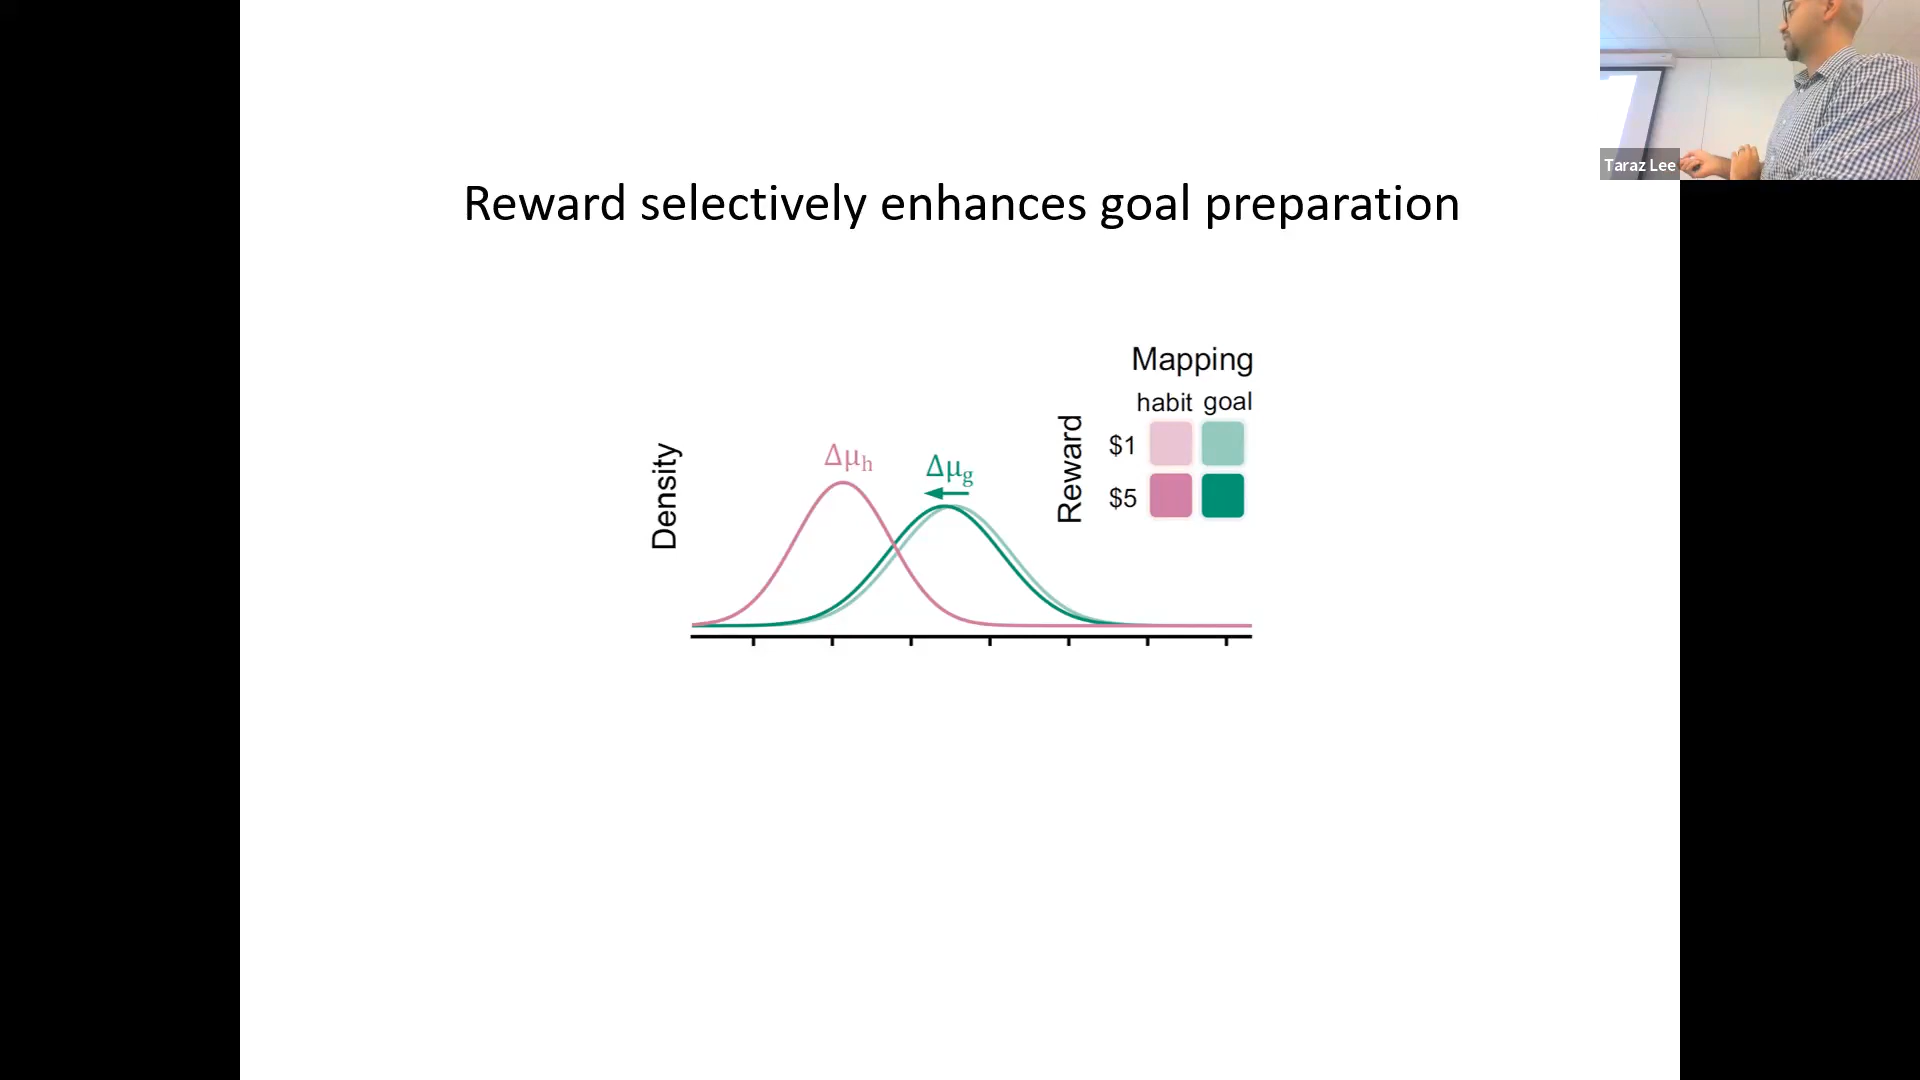 Taraz Lee
Reward selectively enhances goal preparation
Mapping
habit goal
Reward
$1
$5
Density
Δμh
Δμg